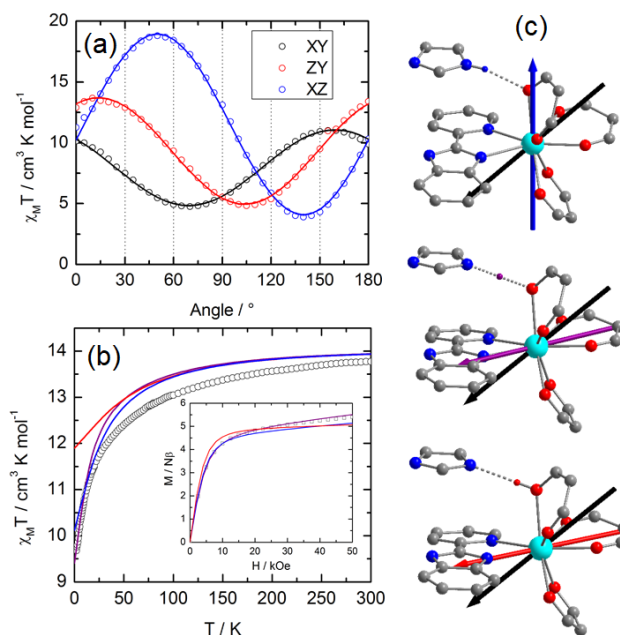 (a)
XY
ZY
XZ
20
15
10
5
0
χMT / cm³ K mol⁻¹
0 30 60 90 120 150 180
Angle / °
(b)
14
13
12
11
10
9
χMT / cm³ K mol⁻¹
0 25 50 75 100 150 200 250 300
T / K
6
5
4
3
2
1
0
M / Nβ
0 10 20 30 40 50
H / kOe
(c)